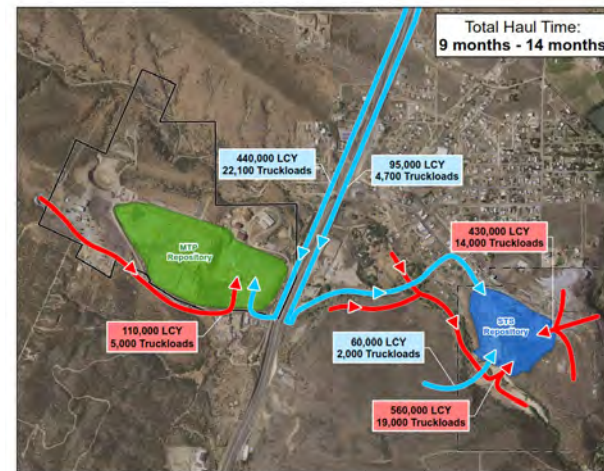 Total Haul Time:
9 months - 14 months
440,000 LCY
22,100 Truckloads
95,000 LCY
4,700 Truckloads
430,000 LCY
14,000 Truckloads
MTP
Repository
STS
Repository
110,000 LCY
5,000 Truckloads
60,000 LCY
2,000 Truckloads
560,000 LCY
19,000 Truckloads